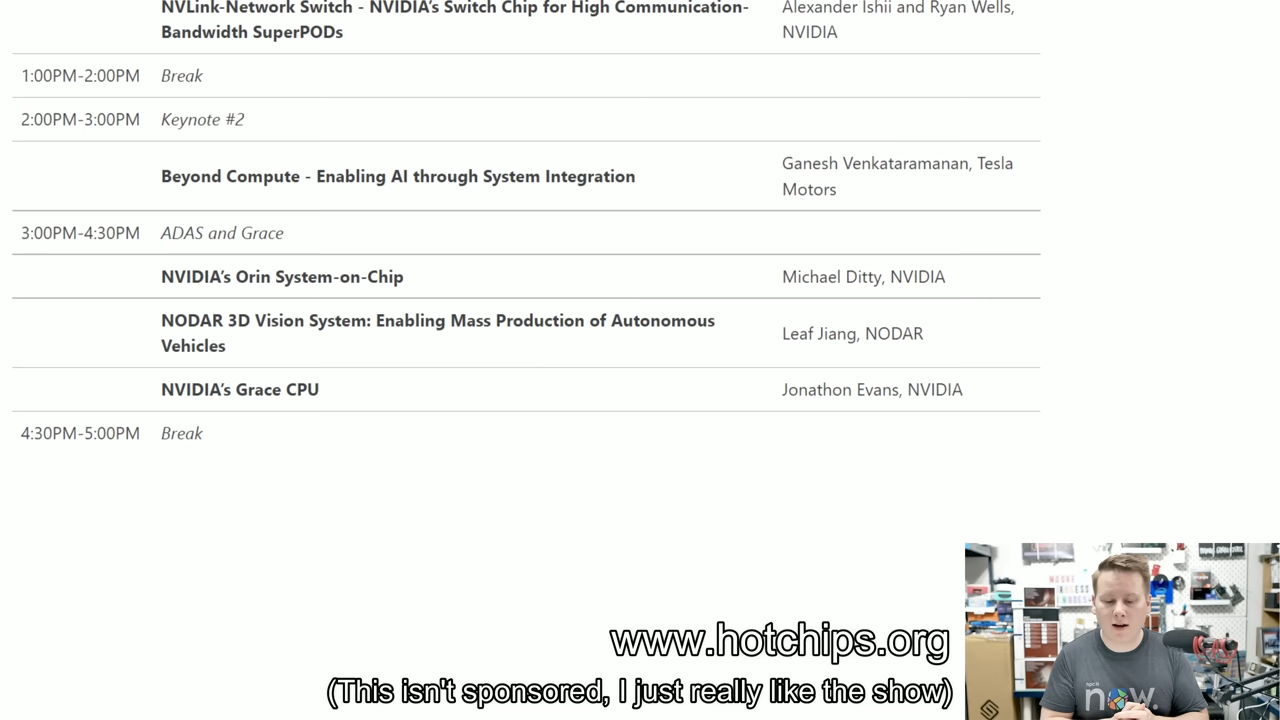 NVLink-Network Switch - NVIDIA's Switch Chip for High Communication-
Bandwidth SuperPODs
Alexander Ishii and Ryan Wells,
NVIDIA
1:00PM-2:00PM Break
2:00PM-3:00PM Keynote #2
Beyond Compute - Enabling AI through System Integration
Ganesh Venkataramanan, Tesla
Motors
3:00PM-4:30PM ADAS and Grace
NVIDIA's Orin System-on-Chip Michael Ditty, NVIDIA
NODAR 3D Vision System: Enabling Mass Production of Autonomous
Vehicles
Leaf Jiang, NODAR
NVIDIA's Grace CPU Jonathon Evans, NVIDIA
4:30PM-5:00PM Break
www.hotchips.org
(This isn't sponsored, I just really like the show)
now.